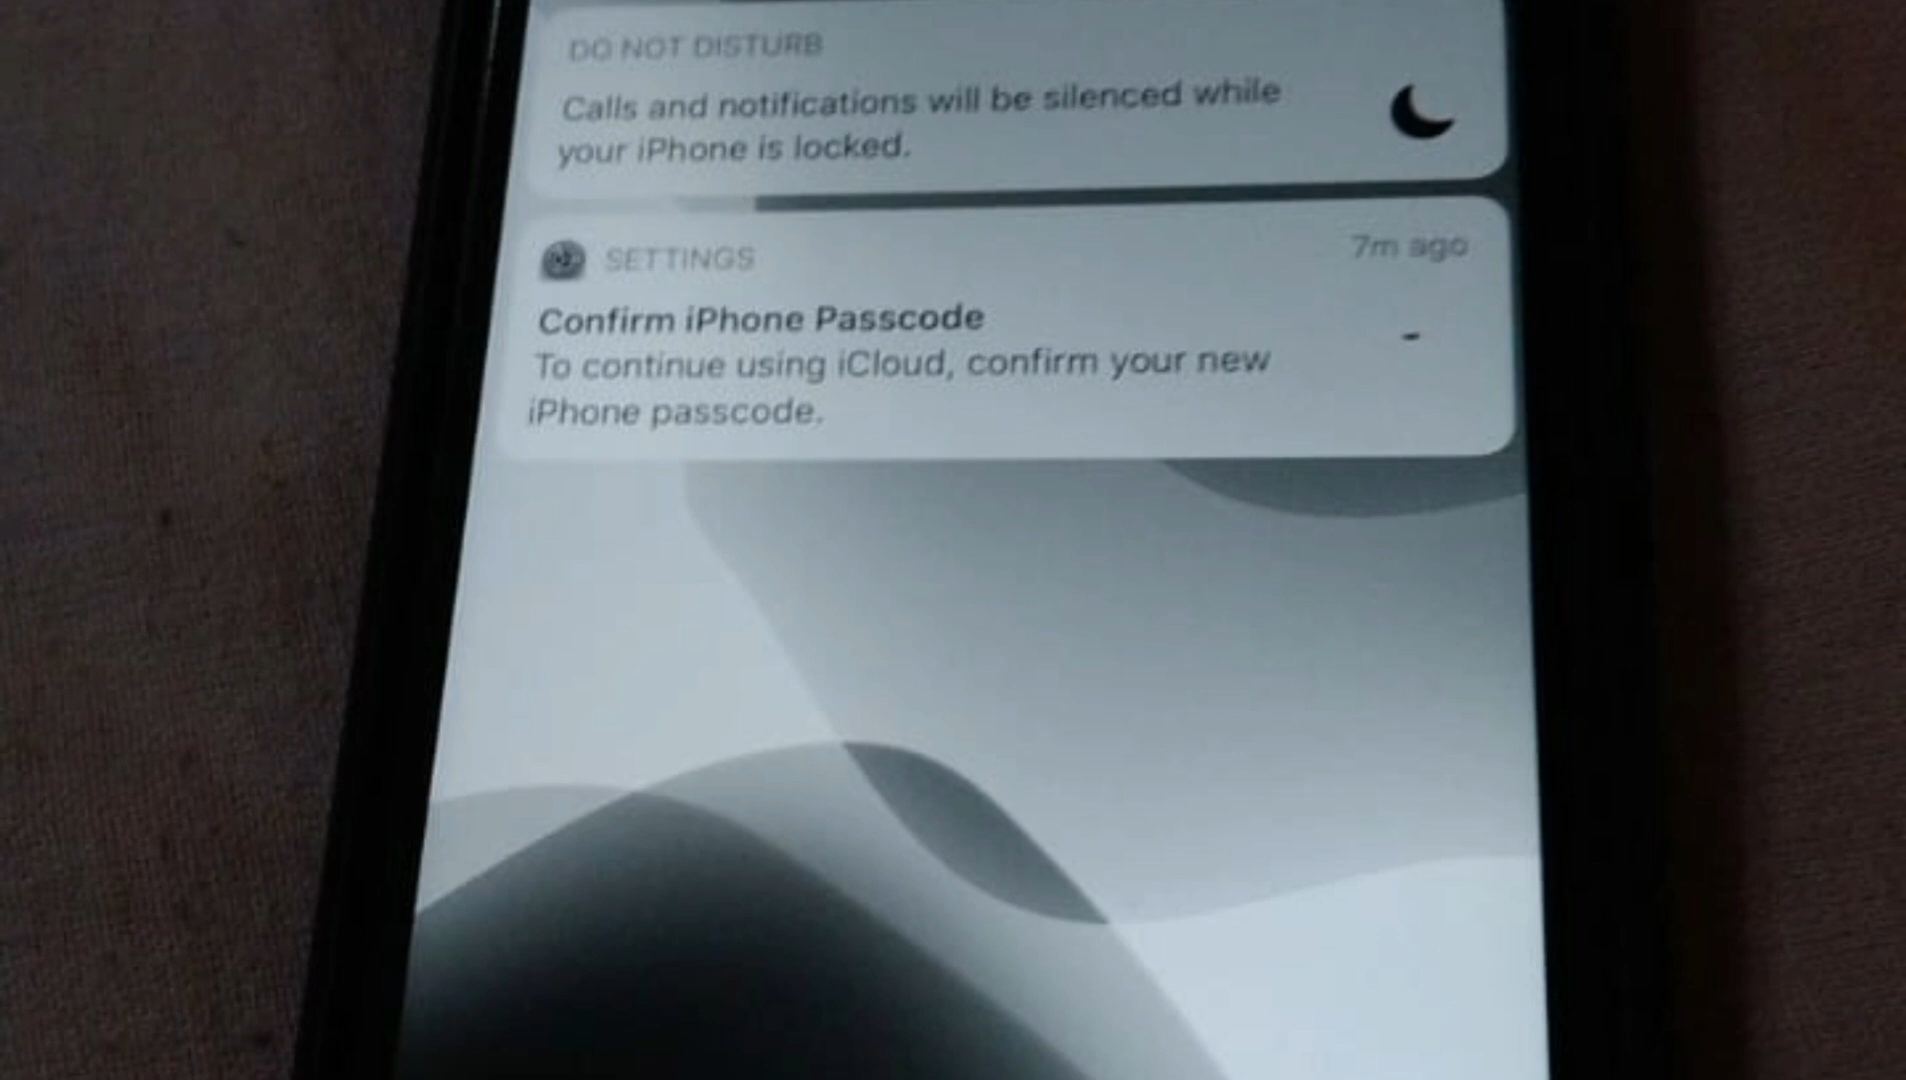 DO NOT DISTURB
Calls and notifications will be silenced while
your iPhone is locked.
SETTINGS
7m ago
Confirm iPhone Passcode
To continue using iCloud, confirm your new
iPhone passcode.
-